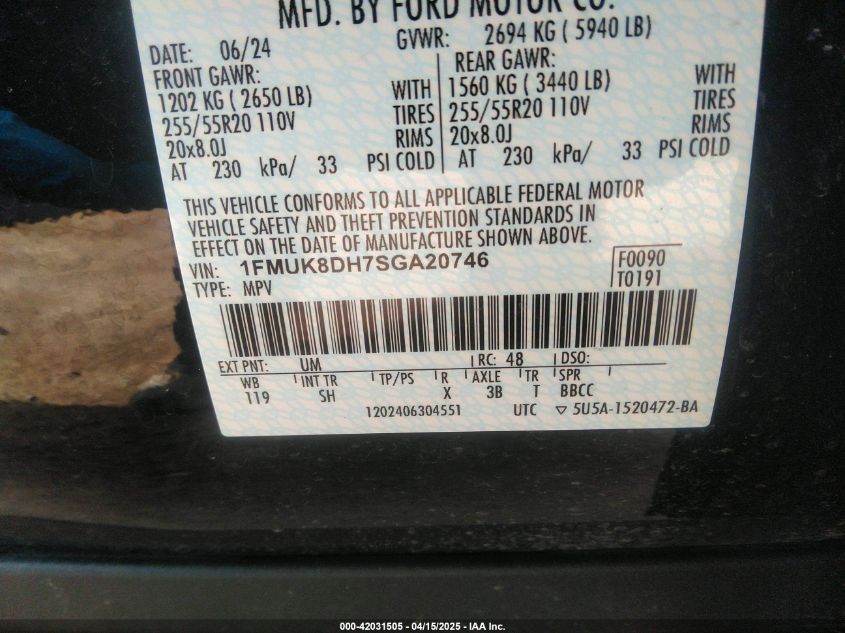 MFD. BY FORD MOTOR CO.
DATE: 06/24 GVWR: 2694 KG ( 5940 LB)
FRONT GAWR: REAR GAWR:
1202 KG ( 2650 LB) WITH 1560 KG ( 3440 LB) WITH
255/55R20 110V TIRES 255/55R20 110V TIRES
20x8.0J RIMS 20x8.0J RIMS
AT 230 kPa/ 33 PSI COLD AT 230 kPa/ 33 PSI COLD
THIS VEHICLE CONFORMS TO ALL APPLICABLE FEDERAL MOTOR
VEHICLE SAFETY AND THEFT PREVENTION STANDARDS IN
EFFECT ON THE DATE OF MANUFACTURE SHOWN ABOVE.
VIN: 1FMUK8DH7SGA20746 F0090
TYPE: MPV T0191
EXT PNT: UM RC: 48 DSO:
WB INT TR TP/PS R AXLE TR SPR
119 SH X 3B T BBCC
1202406304551 UTC ▽ 5U5A-1520472-BA
000-42031505 - 04/15/2025 - IAA Inc.